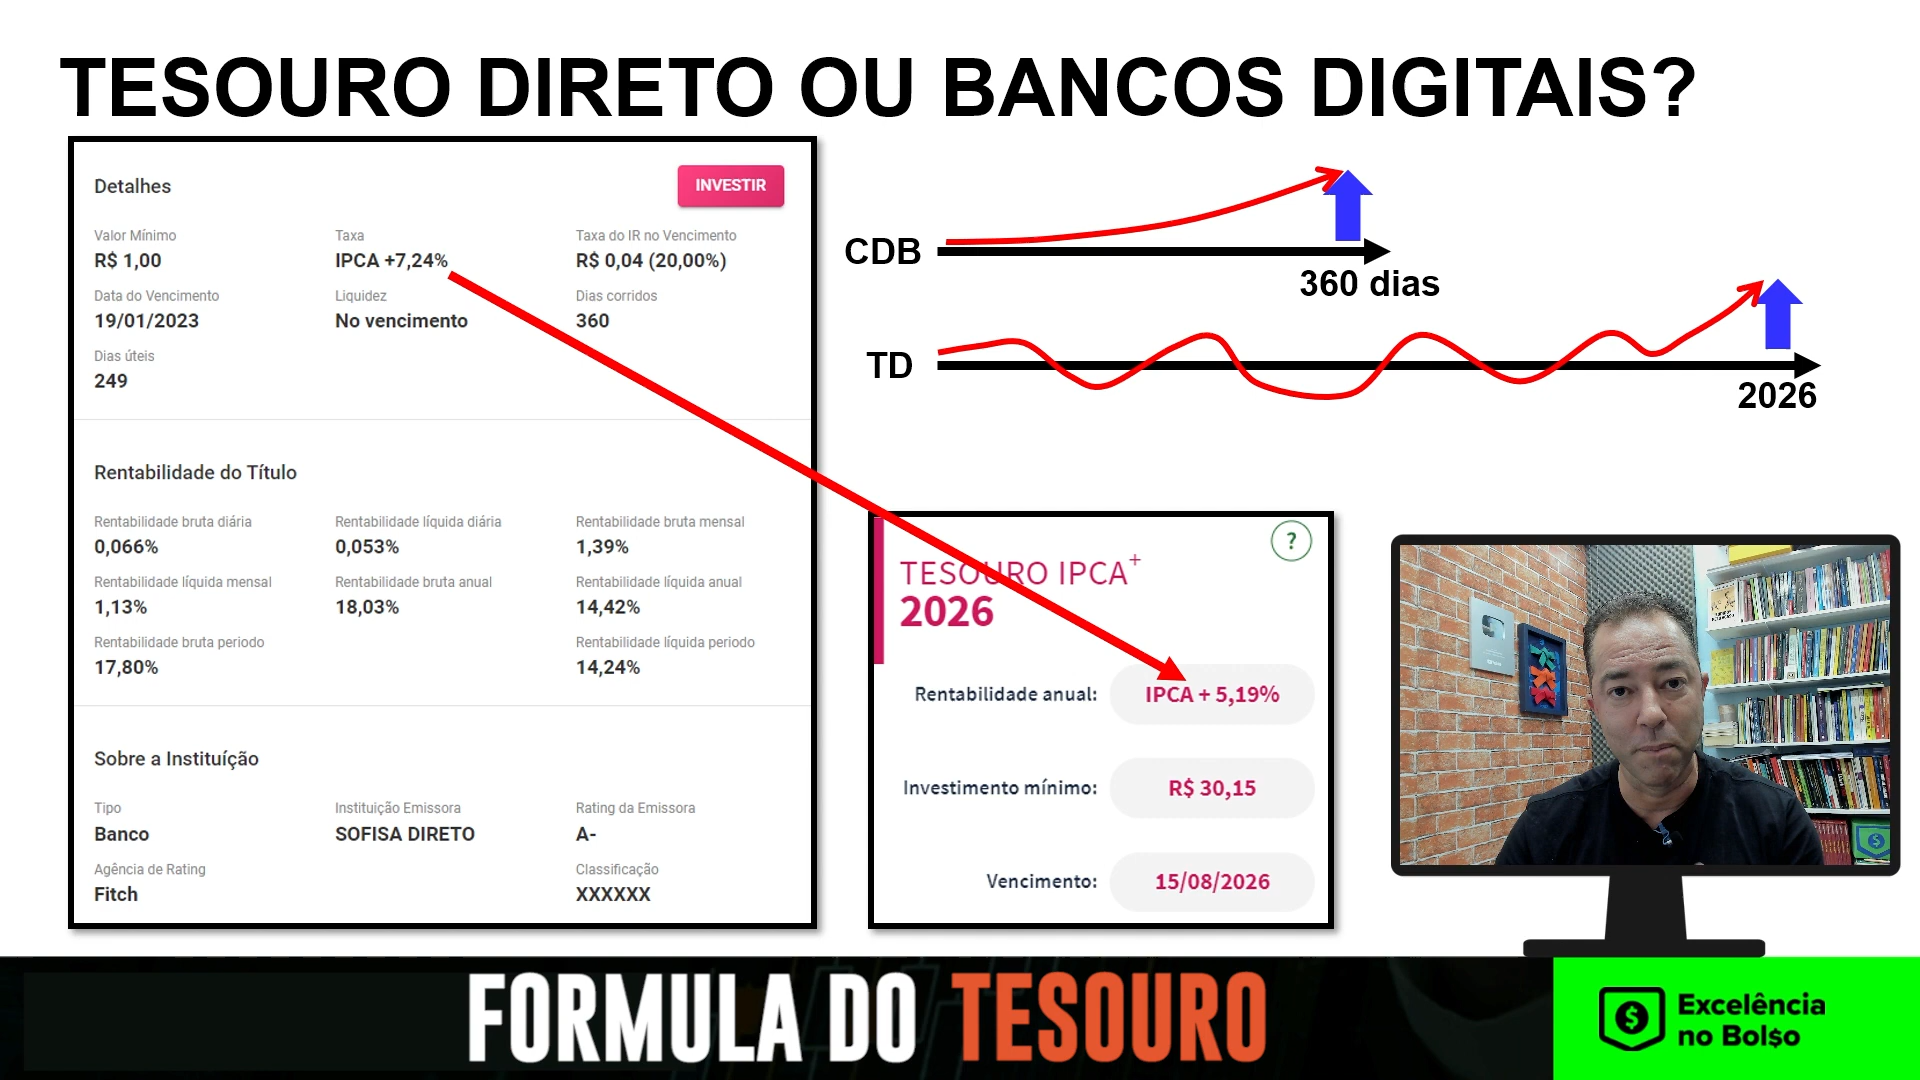 TESOURO DIRETO OU BANCOS DIGITAIS?
Detalhes
INVESTIR
Valor Mínimo
R$ 1,00
Taxa
IPCA +7,24%
Taxa do IR no Vencimento
R$ 0,04 (20,00%)
Data do Vencimento
19/01/2023
Liquidez
No vencimento
Dias corridos
360
Dias úteis
249
Rentabilidade do Título
Rentabilidade bruta diária
0,066%
Rentabilidade líquida diária
0,053%
Rentabilidade bruta mensal
1,39%
Rentabilidade líquida mensal
1,13%
Rentabilidade bruta anual
18,03%
Rentabilidade líquida anual
14,42%
Rentabilidade bruta periodo
17,80%
Rentabilidade líquida periodo
14,24%
Sobre a Instituíção
Tipo
Banco
Instituição Emissora
SOFISA DIRETO
Rating da Emissora
A-
Agência de Rating
Fitch
Classificação
XXXXXX
CDB
360 dias
TD
2026
?
TESOURO IPCA+
2026
Rentabilidade anual:
IPCA + 5,19%
Investimento mínimo:
R$ 30,15
Vencimento:
15/08/2026
FORMULA DO TESOURO
$
Excelência
no Bol$o